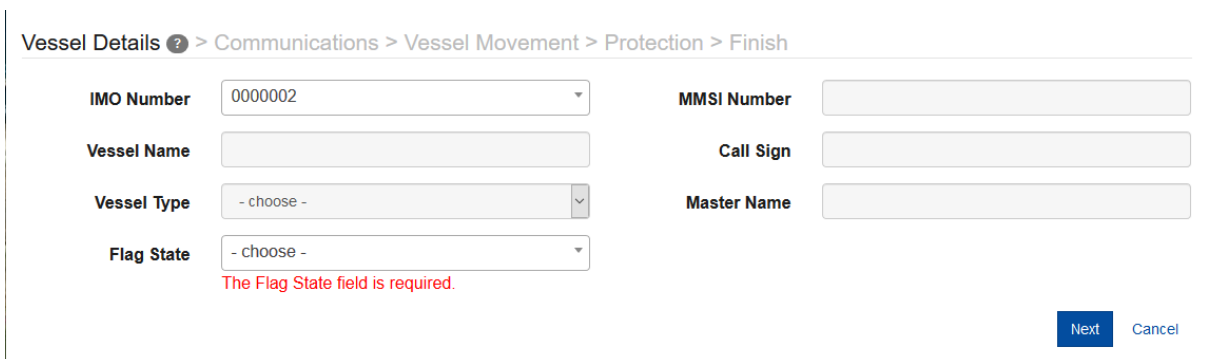 Vessel Details ? > Communications > Vessel Movement > Protection > Finish
IMO Number 0000002 MMSI Number
Vessel Name Call Sign
Vessel Type - choose - Master Name
Flag State - choose -
The Flag State field is required.
Next Cancel